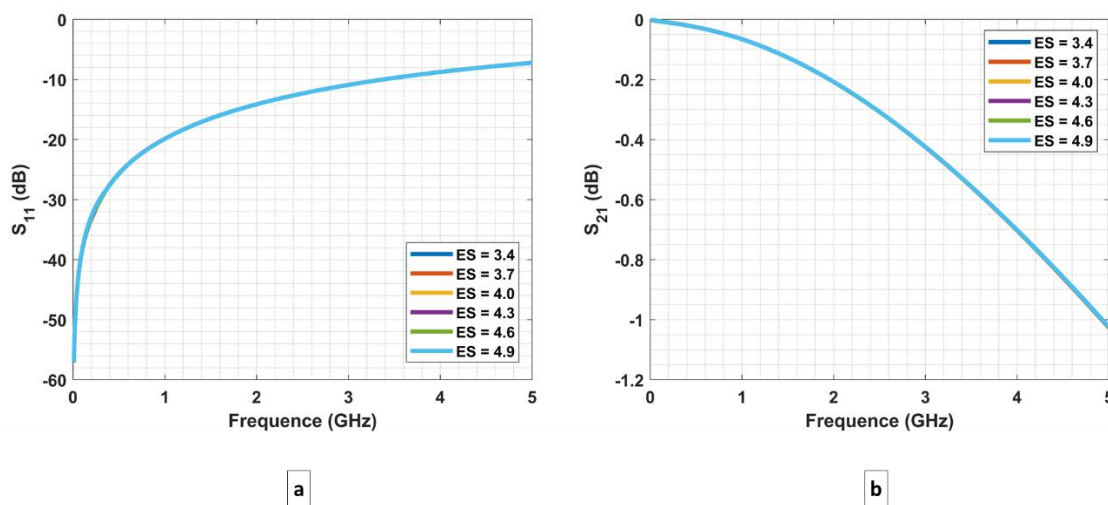 0
-10
-20
-30
-40
-50
-60
S11 (dB)
ES = 3.4
ES = 3.7
ES = 4.0
ES = 4.3
ES = 4.6
ES = 4.9
0 1 2 3 4 5
Frequence (GHz)
a
0
-0.2
-0.4
-0.6
-0.8
-1
-1.2
S21 (dB)
ES = 3.4
ES = 3.7
ES = 4.0
ES = 4.3
ES = 4.6
ES = 4.9
0 1 2 3 4 5
Frequence (GHz)
b